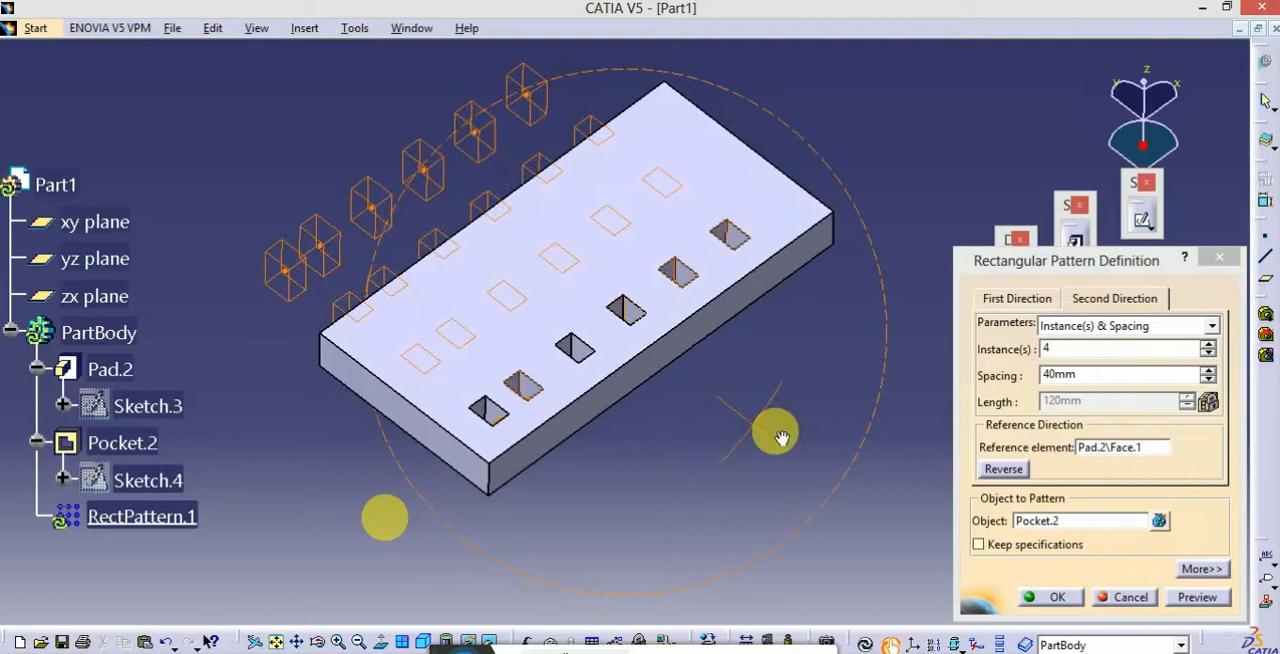 CATIA V5 - [Part1]
Start ENOVIA V5 VPM File Edit View Insert Tools Window Help
z
y x
Part1
xy plane
yz plane
zx plane
PartBody
Pad.2
Sketch.3
Pocket.2
Sketch.4
RectPattern.1
S x
S x
D x
Rectangular Pattern Definition ?
First Direction Second Direction
Parameters: Instance(s) & Spacing
Instance(s) : 4
Spacing : 40mm
Length : 120mm
Reference Direction
Reference element: Pad.2\Face.1
Reverse
Object to Pattern
Object: Pocket.2
Keep specifications
More>>
OK Cancel Preview
PartBody
CATIA